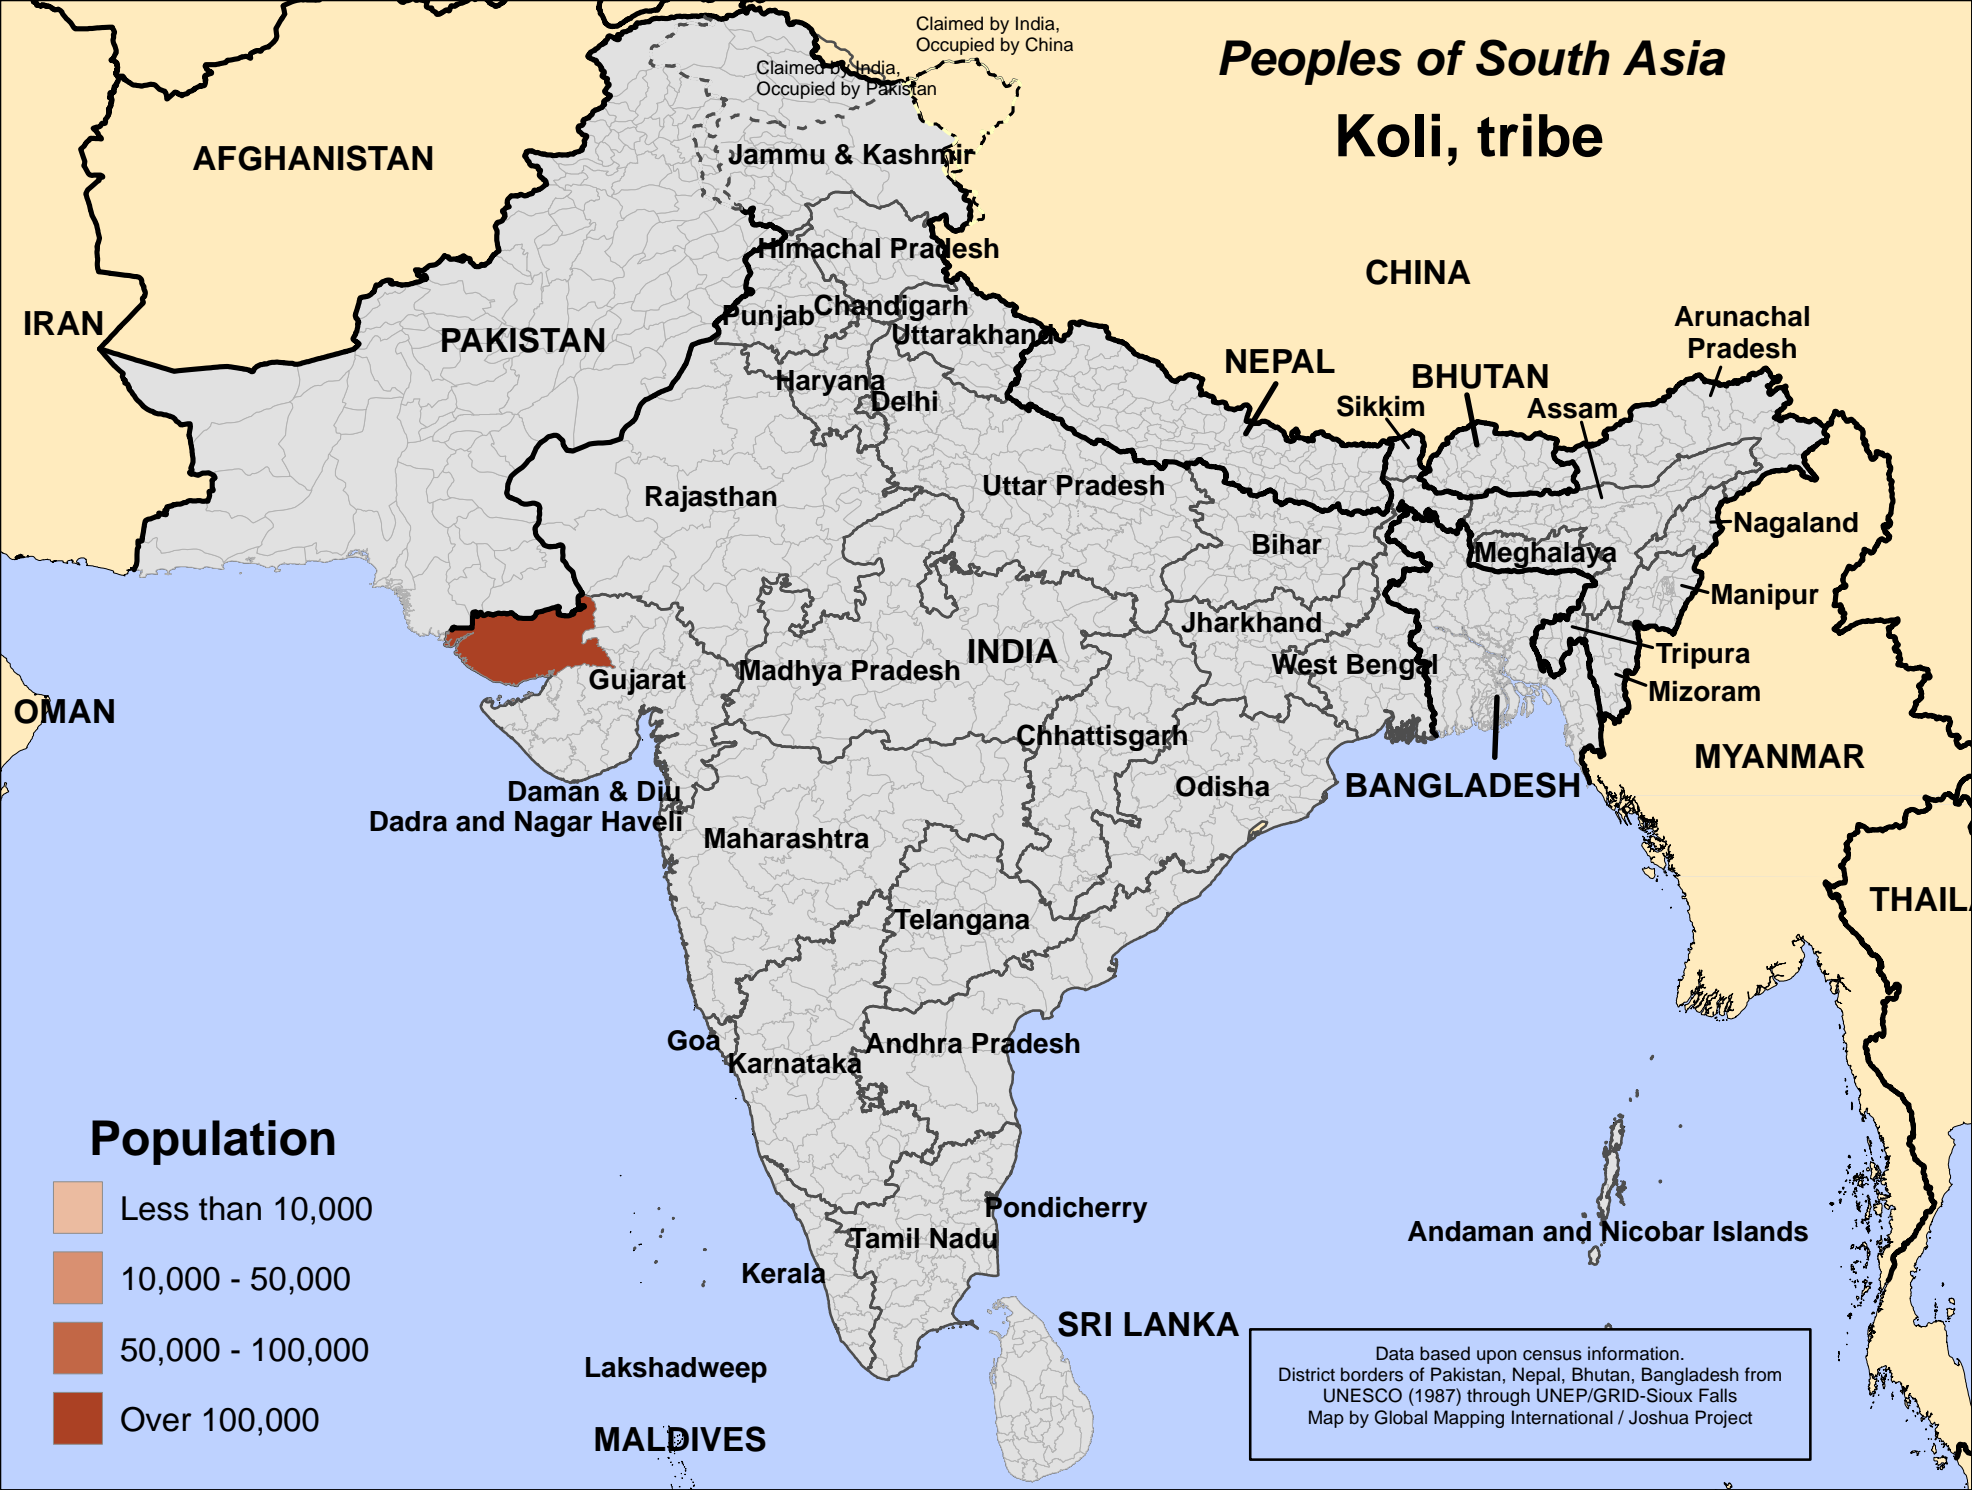 Claimed by India,
Occupied by China
Peoples of South Asia
Koli, tribe
Claimed by India,
Occupied by Pakistan
AFGHANISTAN
Jammu & Kashmir
Himachal Pradesh
CHINA
IRAN
PAKISTAN
Punjab
Chandigarh
Uttarakhand
Arunachal
Pradesh
NEPAL
BHUTAN
Haryana
Delhi
Sikkim
Assam
Rajasthan
Uttar Pradesh
Nagaland
Bihar
Meghalaya
Manipur
Jharkhand
INDIA
Tripura
West Bengal
Madhya Pradesh
Gujarat
Mizoram
OMAN
Chhattisgarh
MYANMAR
Odisha
BANGLADESH
Daman & Diu
Dadra and Nagar Haveli
Maharashtra
THAIL
Telangana
Goa
Andhra Pradesh
Karnataka
Population
Less than 10,000
10,000 - 50,000
50,000 - 100,000
Over 100,000
Pondicherry
Tamil Nadu
Andaman and Nicobar Islands
Kerala
SRI LANKA
Lakshadweep
MALDIVES
Data based upon census information.
District borders of Pakistan, Nepal, Bhutan, Bangladesh from
UNESCO (1987) through UNEP/GRID-Sioux Falls
Map by Global Mapping International / Joshua Project